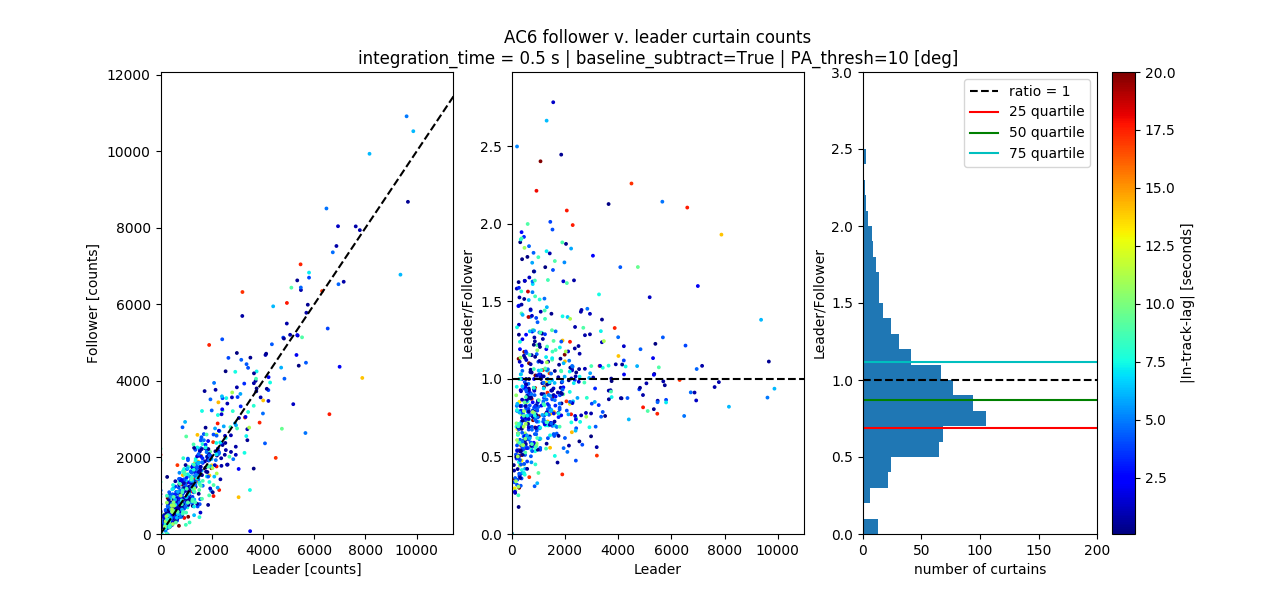 AC6 follower v. leader curtain counts
integration_time = 0.5 s | baseline_subtract=True | PA_thresh=10 [deg]
Follower [counts]
12000
10000
8000
6000
4000
2000
0
0 2000 4000 6000 8000 10000
Leader [counts]
Leader/Follower
2.5
2.0
1.5
1.0
0.5
0.0
0 2000 4000 6000 8000 10000
Leader
Leader/Follower
3.0
2.5
2.0
1.5
1.0
0.5
0.0
0 50 100 150 200
number of curtains
ratio = 1
25 quartile
50 quartile
75 quartile
20.0
17.5
15.0
12.5
10.0
7.5
5.0
2.5
|In-track-lag| [seconds]